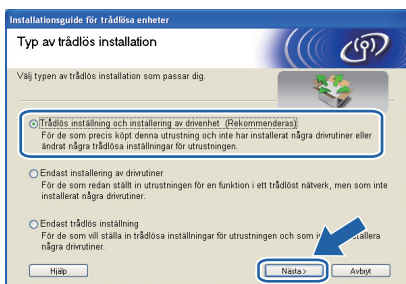 Installationsguide för trådlösa enheter
Typ av trådlös installation
Välj typen av trådlös installation som passar dig.
Trådlös inställning och installering av drivenhet (Rekommenderas)
För de som precis köpt denna utrustning och inte har installerat några drivrutiner eller
ändrat några trådlösa inställningar för utrustningen.
Endast installering av drivrutiner
För de som redan ställt in utrustningen för en funktion i ett trådlöst nätverk, men som inte
installerat några drivrutiner.
Endast trådlös inställning
För de som vill ställa in trådlösa inställningar för utrustningen och som
några drivrutiner.
Hjälp
Nästa >
Avbryt